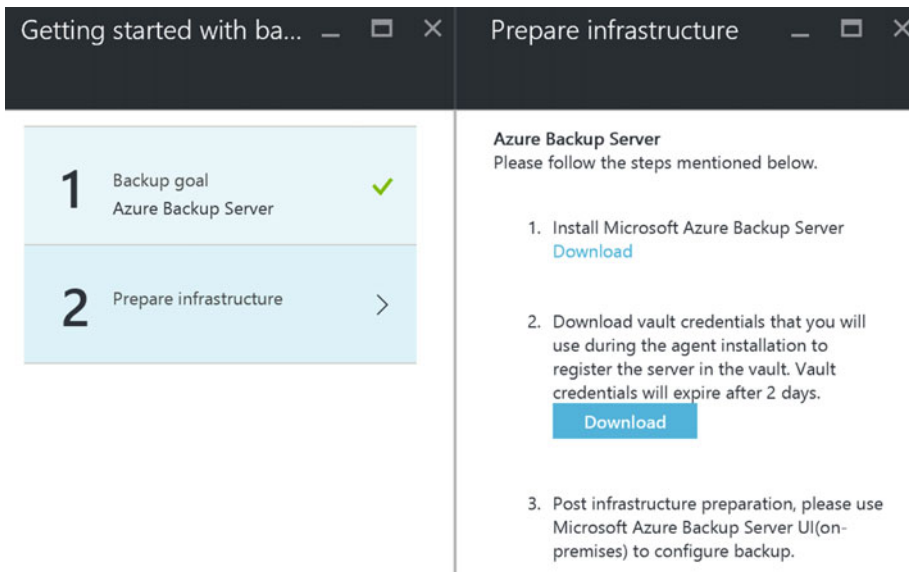 Getting started with ba...
1
Backup goal
Azure Backup Server
2
Prepare infrastructure
Prepare infrastructure
Azure Backup Server
Please follow the steps mentioned below.
1. Install Microsoft Azure Backup Server
Download
2. Download vault credentials that you will
use during the agent installation to
register the server in the vault. Vault
credentials will expire after 2 days.
Download
3. Post infrastructure preparation, please use
Microsoft Azure Backup Server UI(on-
premises) to configure backup.